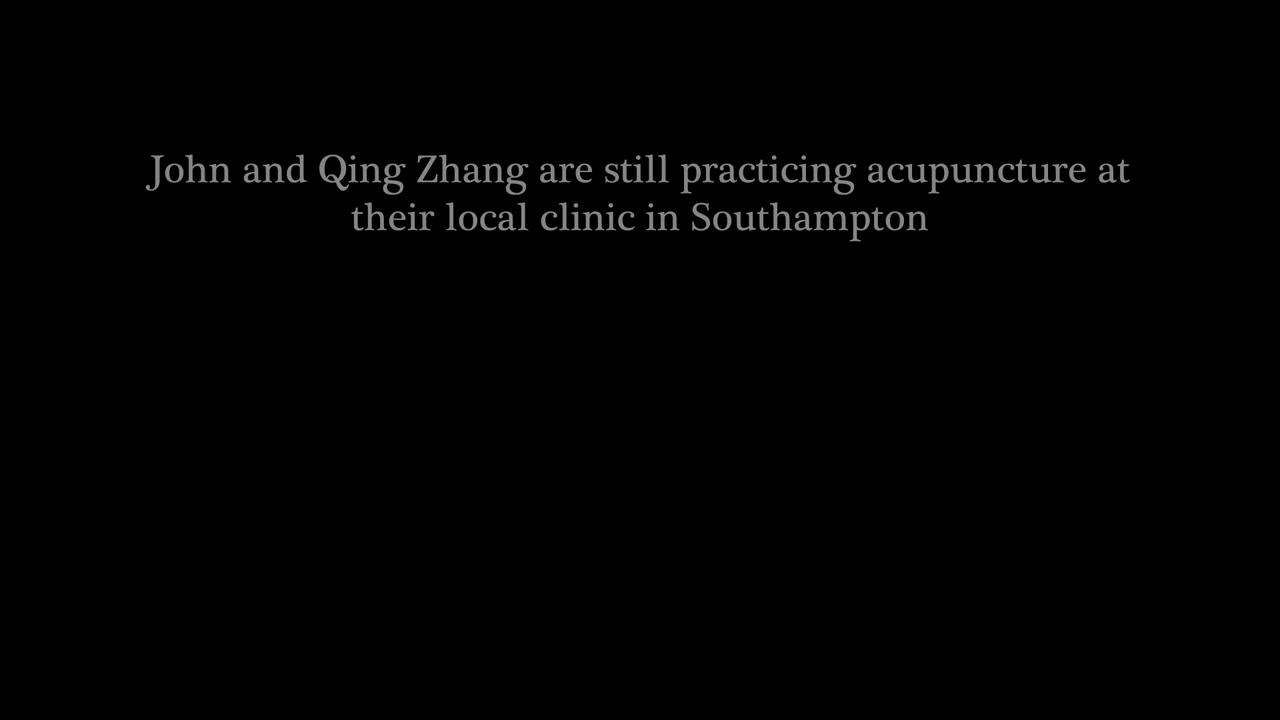 John and Qing Zhang are still practicing acupuncture at
their local clinic in Southampton